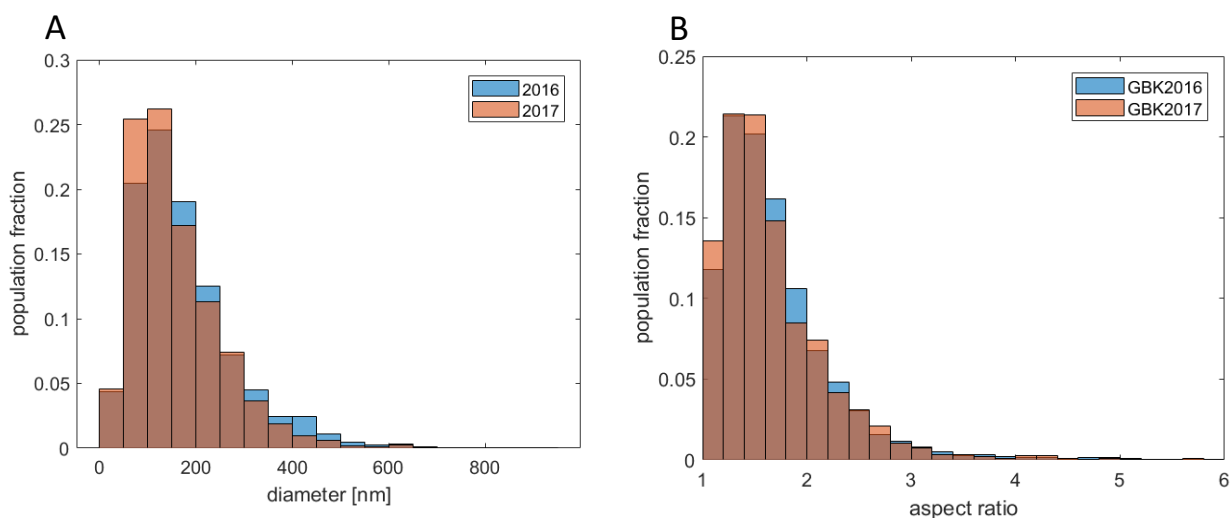 A
0.3
0.25
0.2
0.15
0.1
0.05
0
0 200 400 600 800
population fraction
diameter [nm]
2016
2017
B
0.25
0.2
0.15
0.1
0.05
0
1 2 3 4 5 6
population fraction
aspect ratio
GBK2016
GBK2017